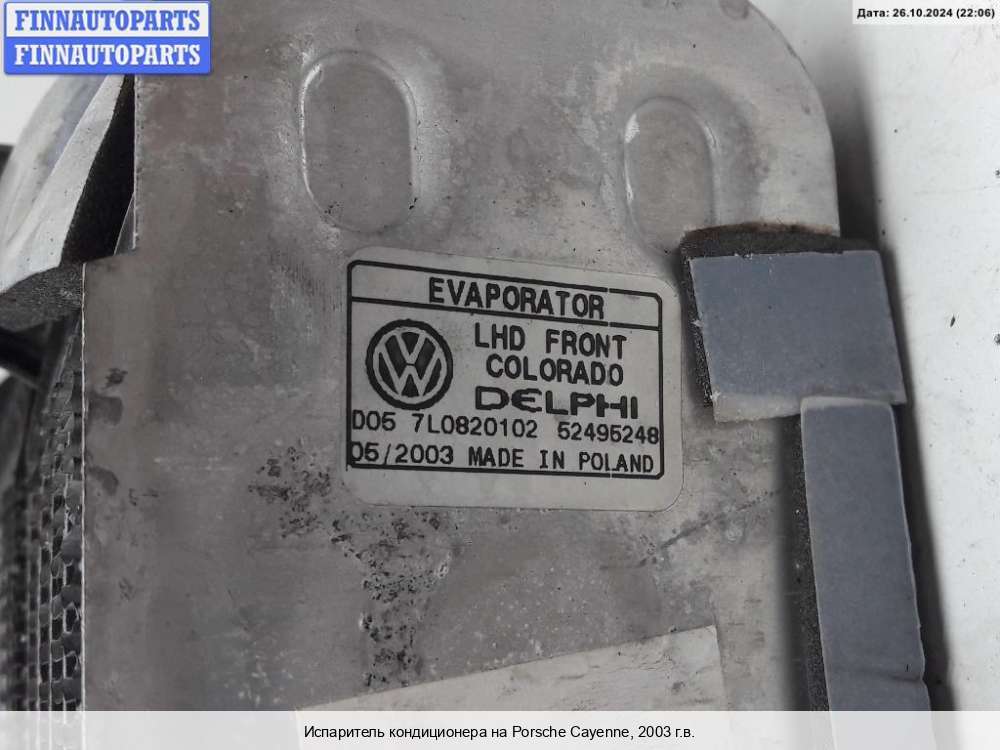 FINNAUTOPARTS
FINNAUTOPARTS
Дата: 26.10.2024 (22:06)
EVAPORATOR
LHD FRONT
COLORADO
DELPHI
D05 7L0820102 52495248
05/2003 MADE IN POLAND
Испаритель кондиционера на Porsche Cayenne, 2003 г.в.